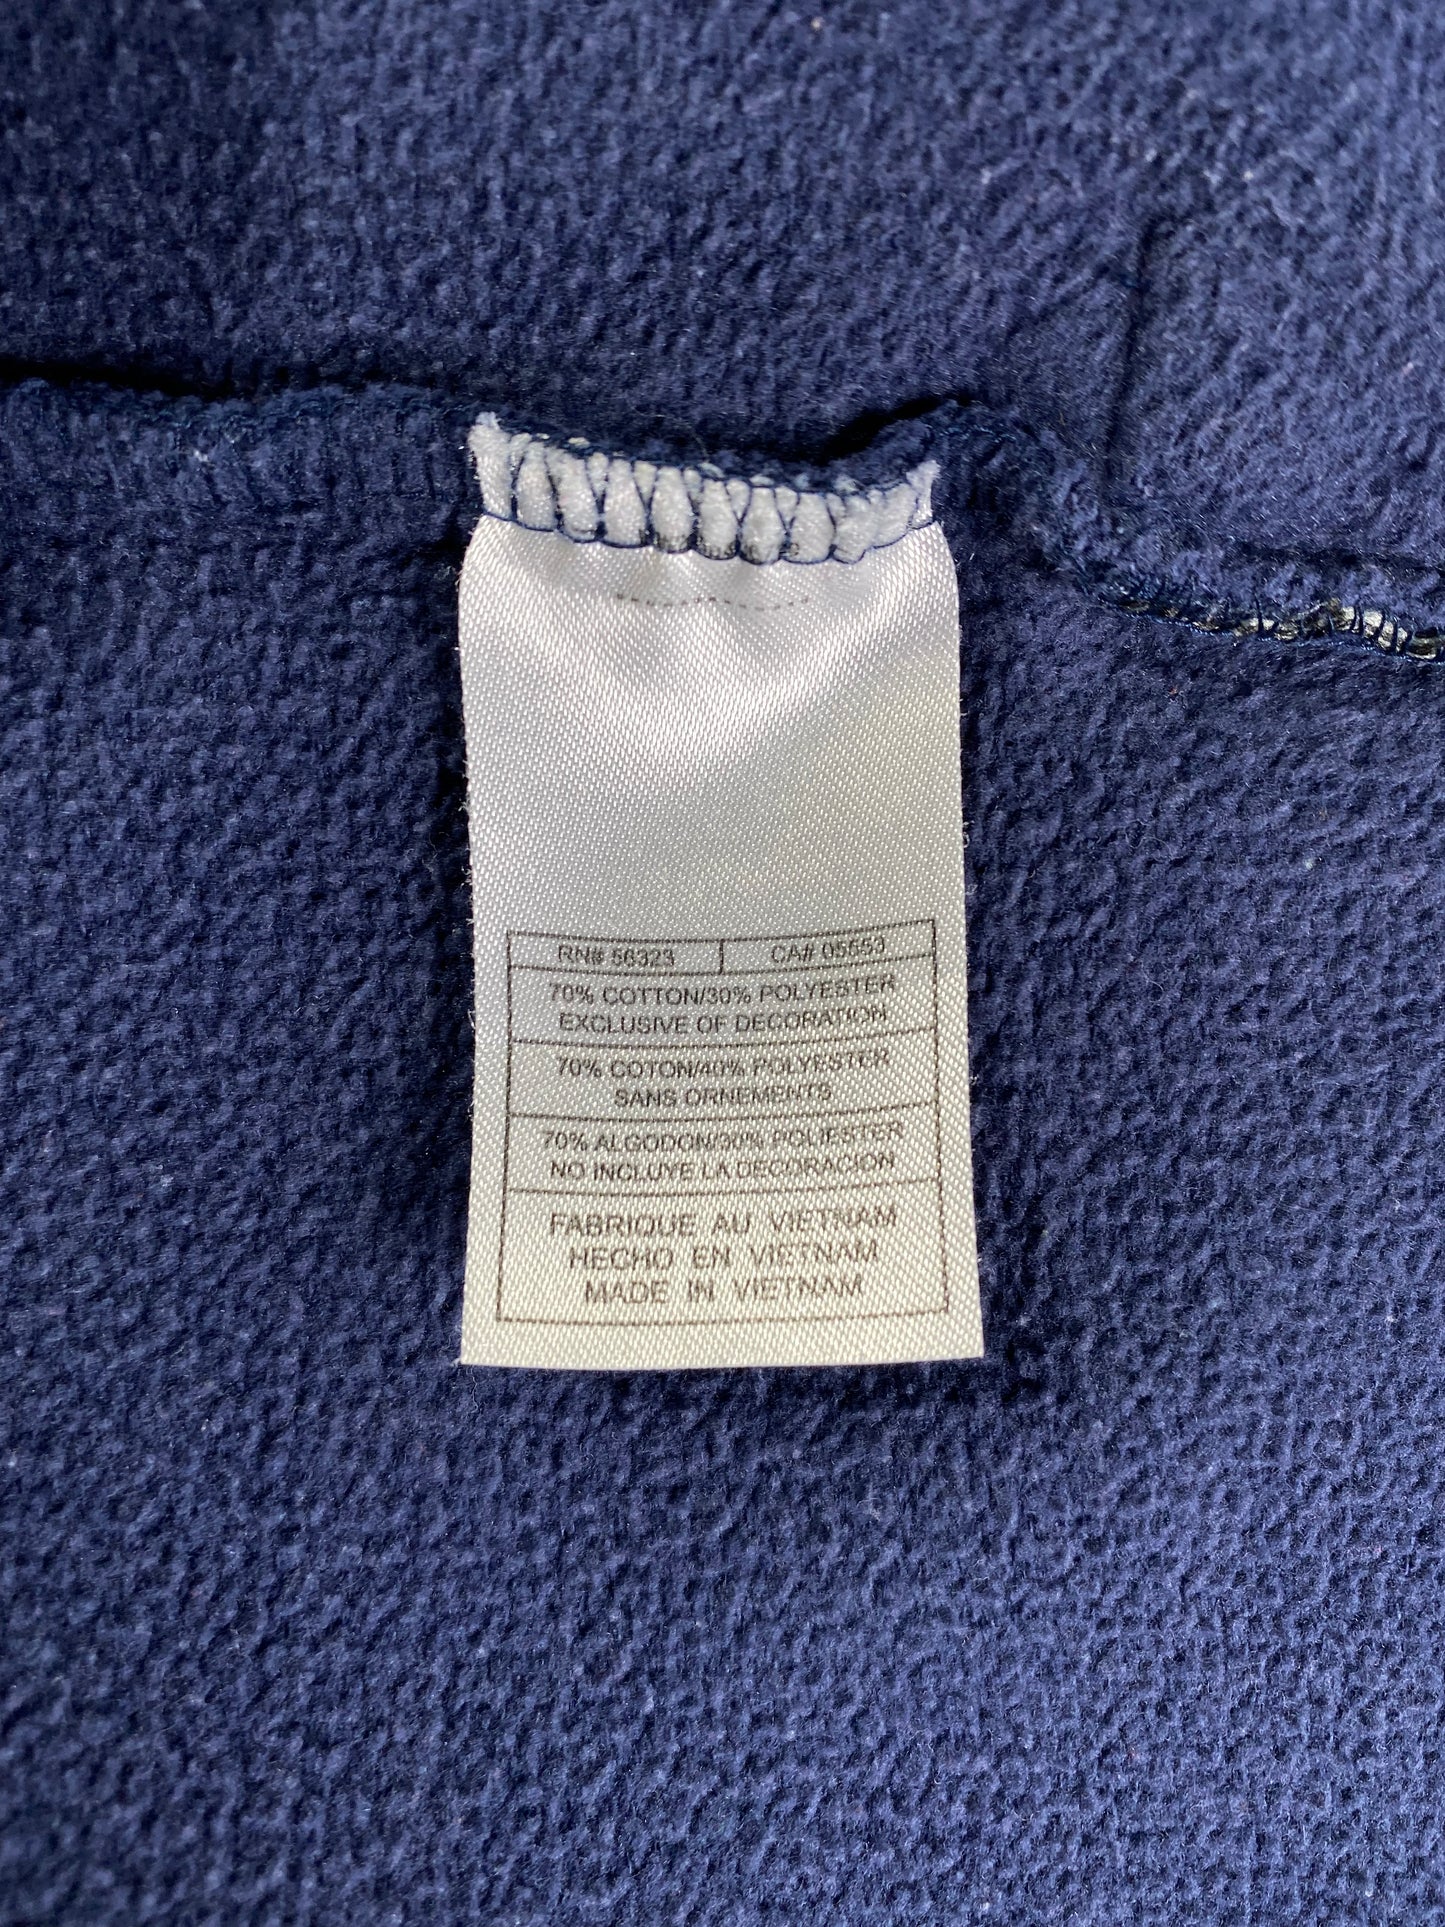 RN# 56323 CA# 05553
70% COTTON/30% POLYESTER
EXCLUSIVE OF DECORATION
70% COTON/40% POLYESTER
SANS ORNEMENTS
70% ALGODON/30% POLIESTER
NO INCLUYE LA DECORACION
FABRIQUE AU VIETNAM
HECHO EN VIETNAM
MADE IN VIETNAM